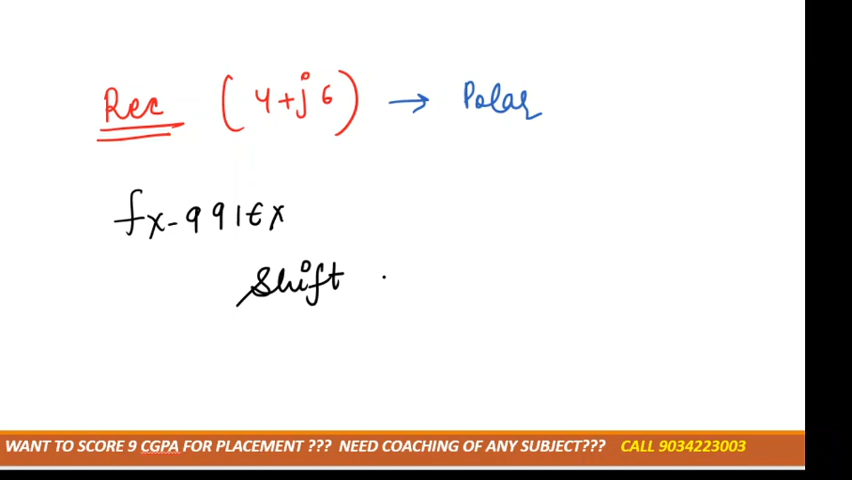 Rec (4+j6) → Polar
fx-991Ex
Shift
WANT TO SCORE 9 CGPA FOR PLACEMENT ??? NEED COACHING OF ANY SUBJECT??? CALL 9034223003